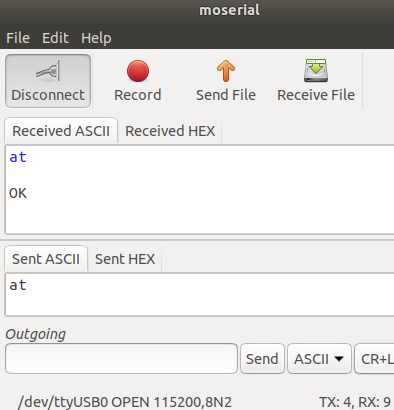 moserial
File Edit Help
Disconnect Record Send File Receive File
Received ASCII Received HEX
at
OK
Sent ASCII Sent HEX
at
Outgoing
Send ASCII CR+L
/dev/ttyUSB0 OPEN 115200,8N2 TX: 4, RX: 9